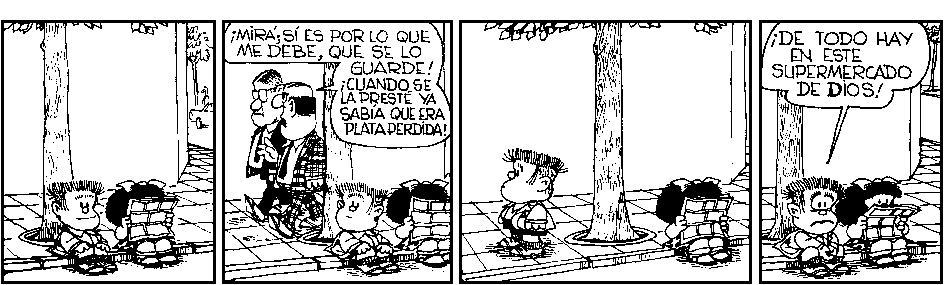 ¡MIRÁ, SÍ ES POR LO QUE
ME DEBE, QUE SE LO
GUARDE!
¡CUANDO SE
LA PRESTÉ YA
SABÍA QUE ERA
PLATA PERDIDA!
¡DE TODO HAY
EN ESTE
SUPERMERCADO
DE DIOS!